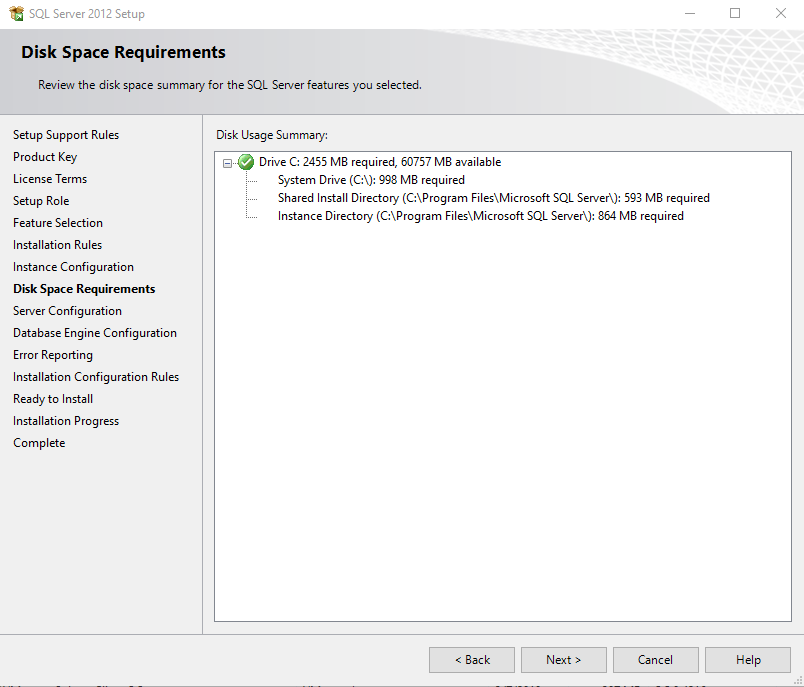 SQL Server 2012 Setup
Disk Space Requirements
Review the disk space summary for the SQL Server features you selected.
Setup Support Rules
Product Key
License Terms
Setup Role
Feature Selection
Installation Rules
Instance Configuration
Disk Space Requirements
Server Configuration
Database Engine Configuration
Error Reporting
Installation Configuration Rules
Ready to Install
Installation Progress
Complete
Disk Usage Summary:
Drive C: 2455 MB required, 60757 MB available
System Drive (C:\): 998 MB required
Shared Install Directory (C:\Program Files\Microsoft SQL Server\): 593 MB required
Instance Directory (C:\Program Files\Microsoft SQL Server\): 864 MB required
< Back
Next >
Cancel
Help